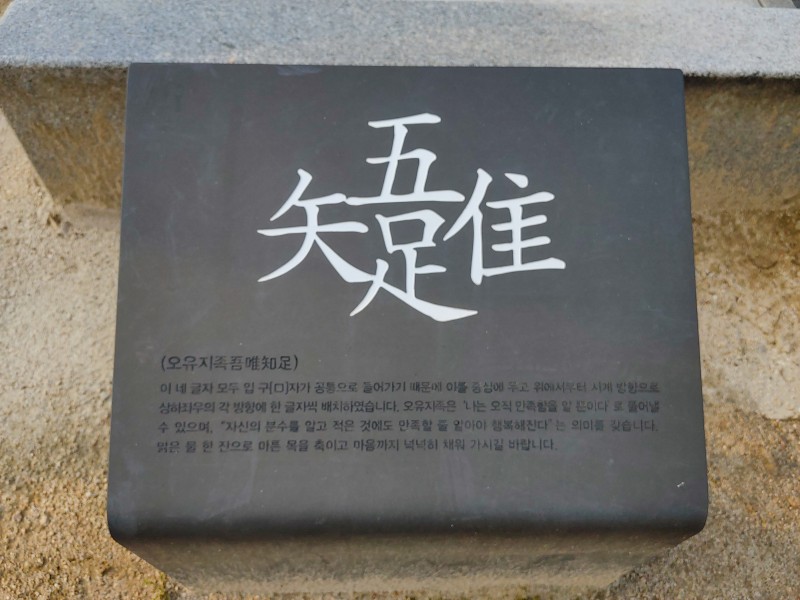 五
矢 口 隹
足
(오유지족吾唯知足)
이 네 글자 모두 입 구(口)자가 공통으로 들어가기 때문에 이를 중심에 두고 위에서부터 시계 방향으로
상하좌우의 각 방향에 한 글자씩 배치하였습니다. 오유지족은 '나는 오직 만족함을 알 뿐이다' 로 풀어낼
수 있으며, "자신의 분수를 알고 적은 것에도 만족할 줄 알아야 행복해진다" 는 의미를 갖습니다.
맑은 물 한 잔으로 마른 목을 축이고 마음까지 넉넉히 채워 가시길 바랍니다.